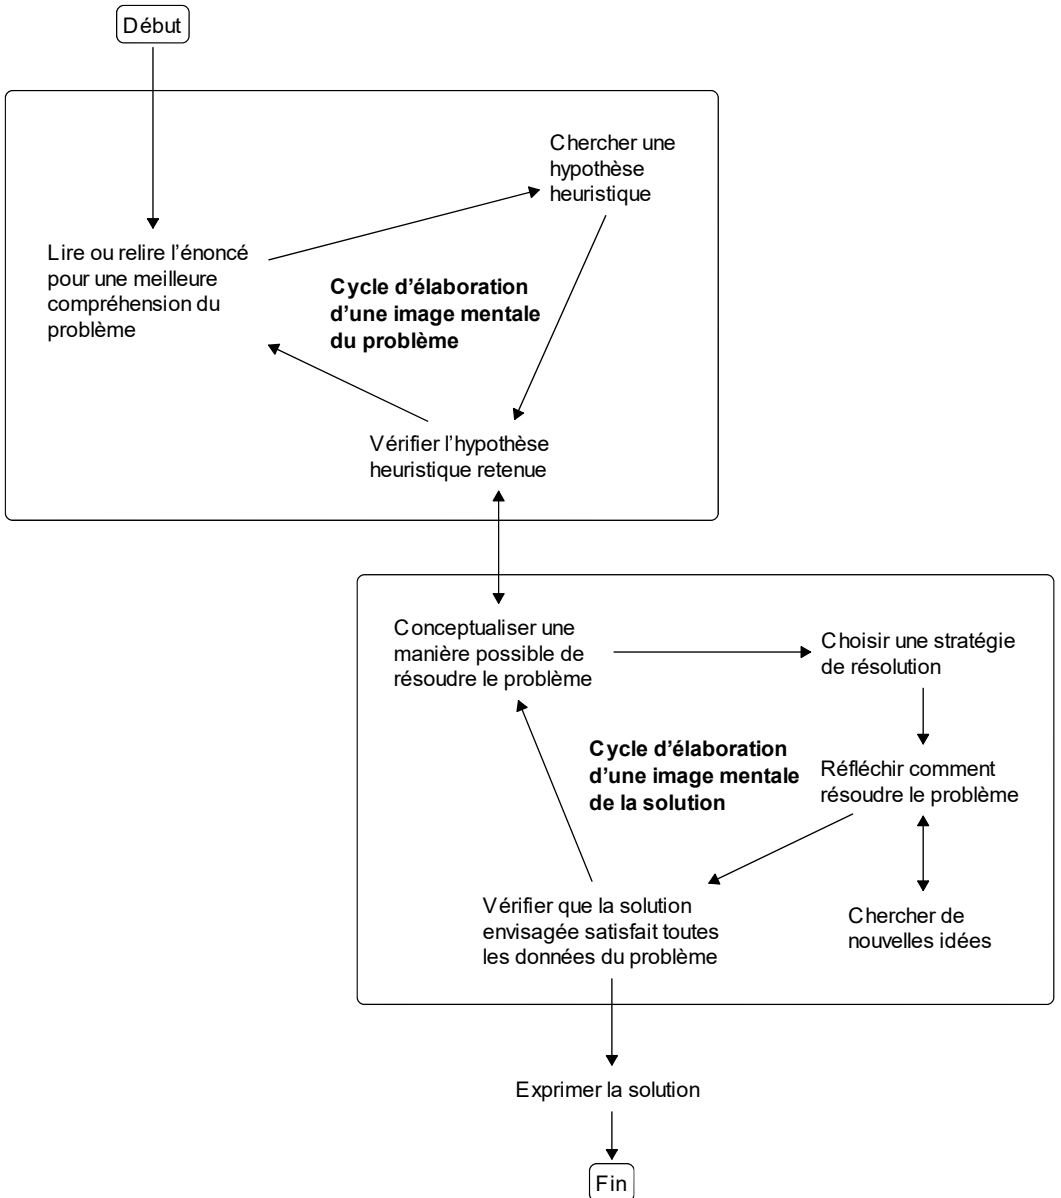 Début
Chercher une
hypothèse
heuristique
Lire ou relire l’énoncé
pour une meilleure
compréhension du
problème
Cycle d’élaboration
d’une image mentale
du problème
Vérifier l’hypothèse
heuristique retenue
Conceptualiser une
manière possible de
résoudre le problème
Choisir une stratégie
de résolution
Cycle d’élaboration
d’une image mentale
de la solution
Réfléchir comment
résoudre le problème
Vérifier que la solution
envisagée satisfait toutes
les données du problème
Chercher de
nouvelles idées
Exprimer la solution
Fin